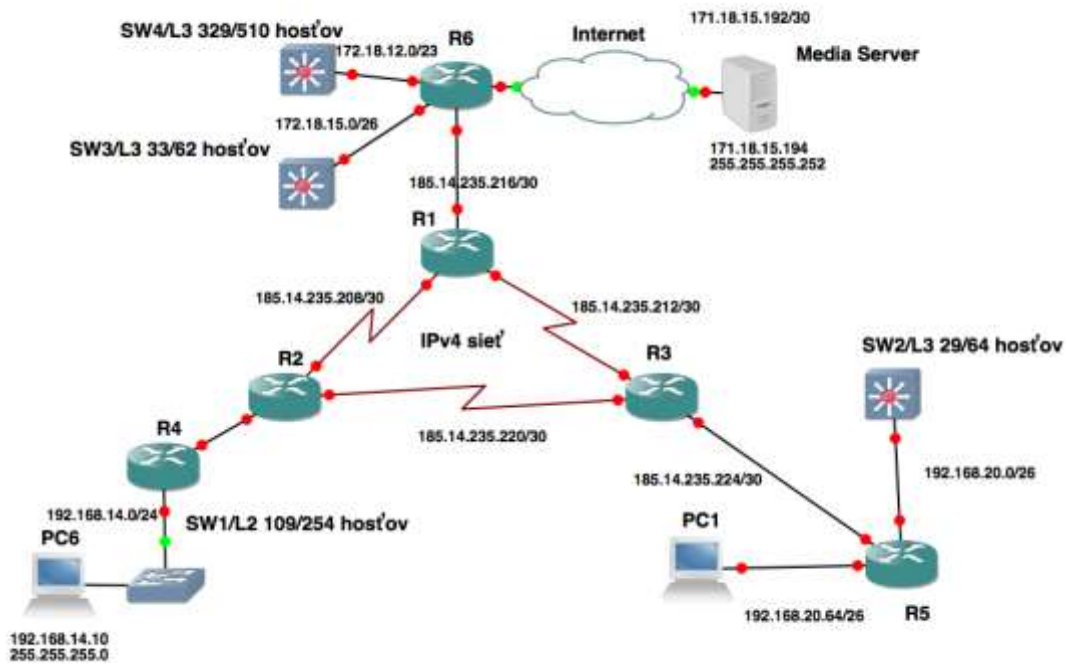 171.18.15.192/30
SW4/L3 329/510 hosťov
172.18.12.0/23
R6
Internet
Media Server
172.18.15.0/26
SW3/L3 33/62 hosťov
171.18.15.194
255.255.255.252
185.14.235.216/30
R1
185.14.235.208/30
185.14.235.212/30
IPv4 sieť
R2
R3
SW2/L3 29/64 hosťov
R4
185.14.235.220/30
185.14.235.224/30
192.168.20.0/26
192.168.14.0/24
SW1/L2 109/254 hosťov
PC6
PC1
192.168.20.64/26
R5
192.168.14.10
255.255.255.0